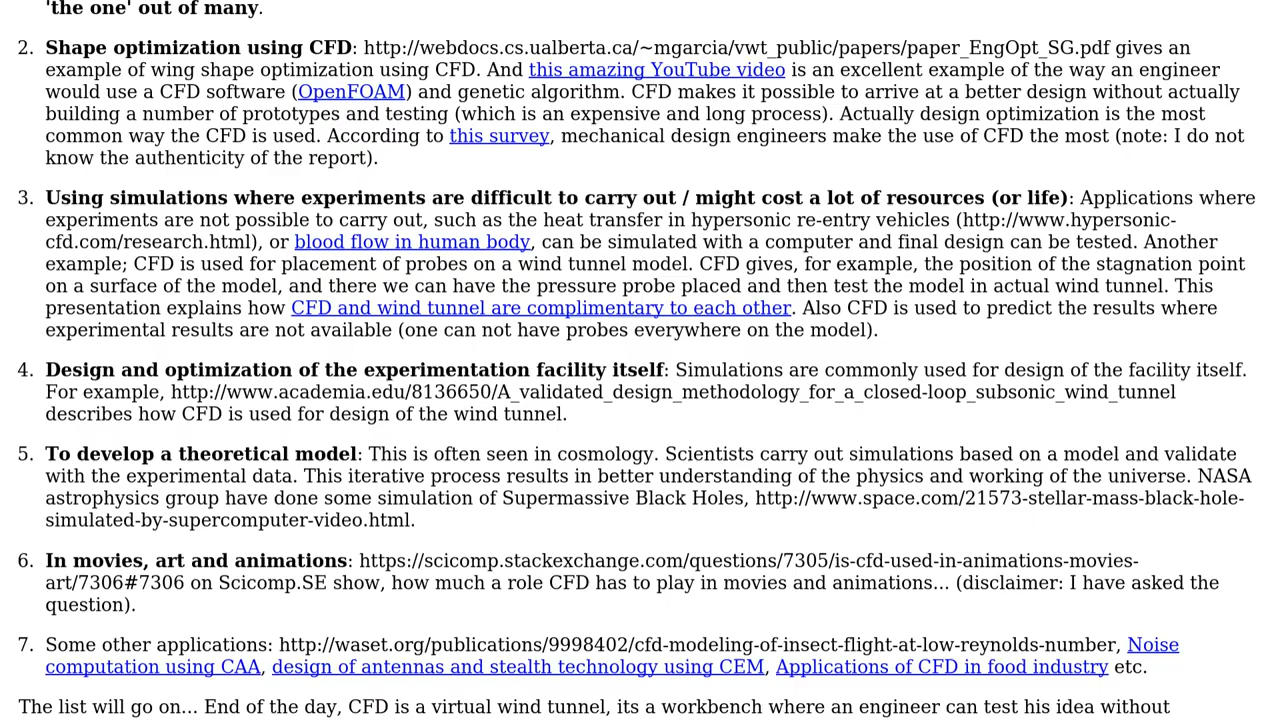 'the one' out of many.
2. Shape optimization using CFD: http://webdocs.cs.ualberta.ca/~mgarcia/vwt_public/papers/paper_EngOpt_SG.pdf gives an
example of wing shape optimization using CFD. And this amazing YouTube video is an excellent example of the way an engineer
would use a CFD software (OpenFOAM) and genetic algorithm. CFD makes it possible to arrive at a better design without actually
building a number of prototypes and testing (which is an expensive and long process). Actually design optimization is the most
common way the CFD is used. According to this survey, mechanical design engineers make the use of CFD the most (note: I do not
know the authenticity of the report).
3. Using simulations where experiments are difficult to carry out / might cost a lot of resources (or life): Applications where
experiments are not possible to carry out, such as the heat transfer in hypersonic re-entry vehicles (http://www.hypersonic-
cfd.com/research.html), or blood flow in human body, can be simulated with a computer and final design can be tested. Another
example; CFD is used for placement of probes on a wind tunnel model. CFD gives, for example, the position of the stagnation point
on a surface of the model, and there we can have the pressure probe placed and then test the model in actual wind tunnel. This
presentation explains how CFD and wind tunnel are complimentary to each other. Also CFD is used to predict the results where
experimental results are not available (one can not have probes everywhere on the model).
4. Design and optimization of the experimentation facility itself: Simulations are commonly used for design of the facility itself.
For example, http://www.academia.edu/8136650/A_validated_design_methodology_for_a_closed-loop_subsonic_wind_tunnel
describes how CFD is used for design of the wind tunnel.
5. To develop a theoretical model: This is often seen in cosmology. Scientists carry out simulations based on a model and validate
with the experimental data. This iterative process results in better understanding of the physics and working of the universe. NASA
astrophysics group have done some simulation of Supermassive Black Holes, http://www.space.com/21573-stellar-mass-black-hole-
simulated-by-supercomputer-video.html.
6. In movies, art and animations: https://scicomp.stackexchange.com/questions/7305/is-cfd-used-in-animations-movies-
art/7306#7306 on Scicomp.SE show, how much a role CFD has to play in movies and animations... (disclaimer: I have asked the
question).
7. Some other applications: http://waset.org/publications/9998402/cfd-modeling-of-insect-flight-at-low-reynolds-number, Noise
computation using CAA, design of antennas and stealth technology using CEM, Applications of CFD in food industry etc.
The list will go on... End of the day, CFD is a virtual wind tunnel, its a workbench where an engineer can test his idea without